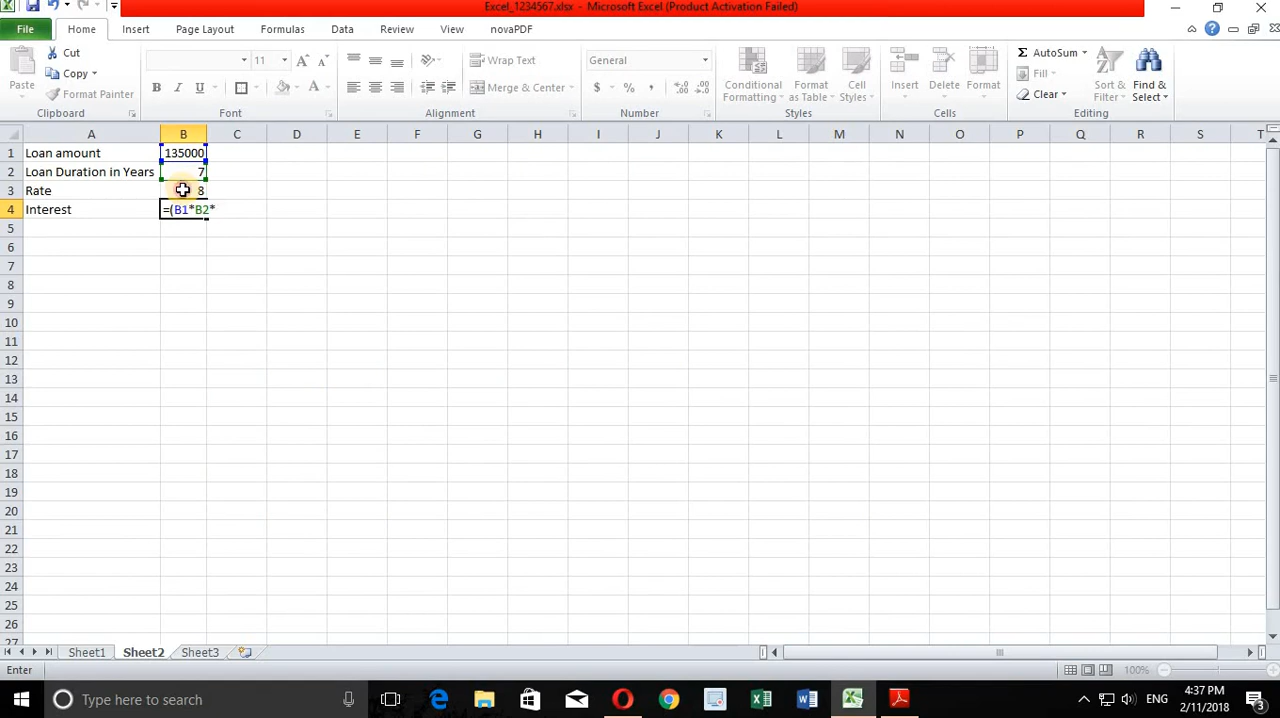 Excel_1234567.xlsx - Microsoft Excel (Product Activation Failed)
File Home Insert Page Layout Formulas Data Review View novaPDF
Paste Cut Copy Format Painter Clipboard
11 A A B I U A Font
Wrap Text Merge & Center Alignment
General $ % , Number
Conditional Formatting Format as Table Cell Styles Styles
Insert Delete Format Cells
Σ AutoSum Fill Clear Sort & Filter Find & Select Editing
A B C D E F G H I J K L M N O P Q R S T
1 Loan amount 135000
2 Loan Duration in Years 7
3 Rate 8
4 Interest =(B1*B2*
5
6
7
8
9
10
11
12
13
14
15
16
17
18
19
20
21
22
23
24
25
26
27
Sheet1 Sheet2 Sheet3
Enter 100%
Type here to search ENG 4:37 PM
2/11/2018 3